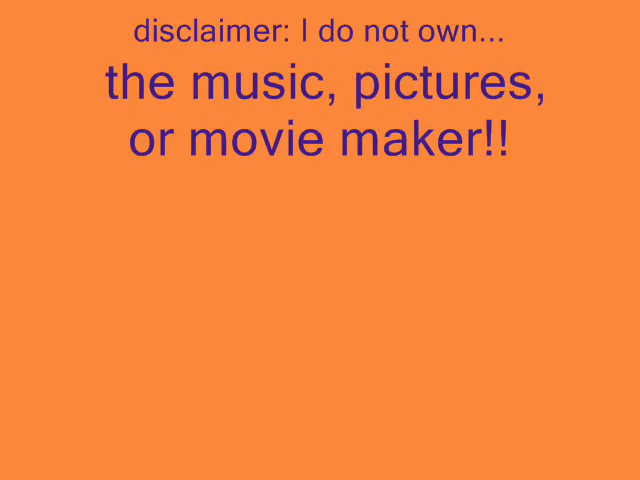 disclaimer: I do not own...
the music, pictures,
or movie maker!!